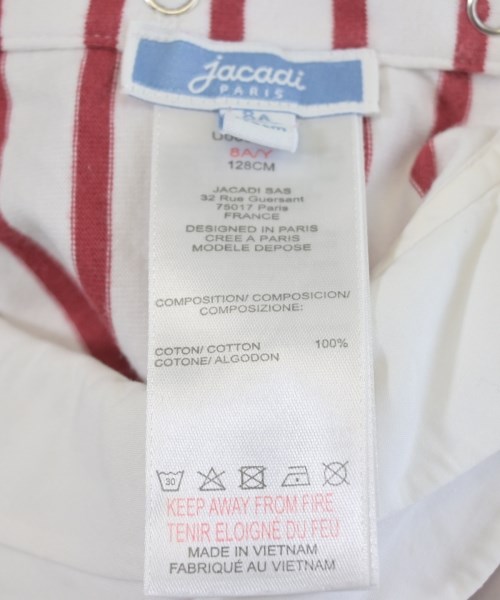 jacadi
PARIS
8A
8A/Y
128CM
JACADI SAS
32 Rue Guersant
75017 Paris
FRANCE
DESIGNED IN PARIS
CREE A PARIS
MODELE DEPOSE
COMPOSITION/ COMPOSICION/
COMPOSIZIONE:
COTON/ COTTON 100%
COTONE/ ALGODON
30
KEEP AWAY FROM FIRE
TENIR ELOIGNÉ DU FEU
MADE IN VIETNAM
FABRIQUÉ AU VIETNAM